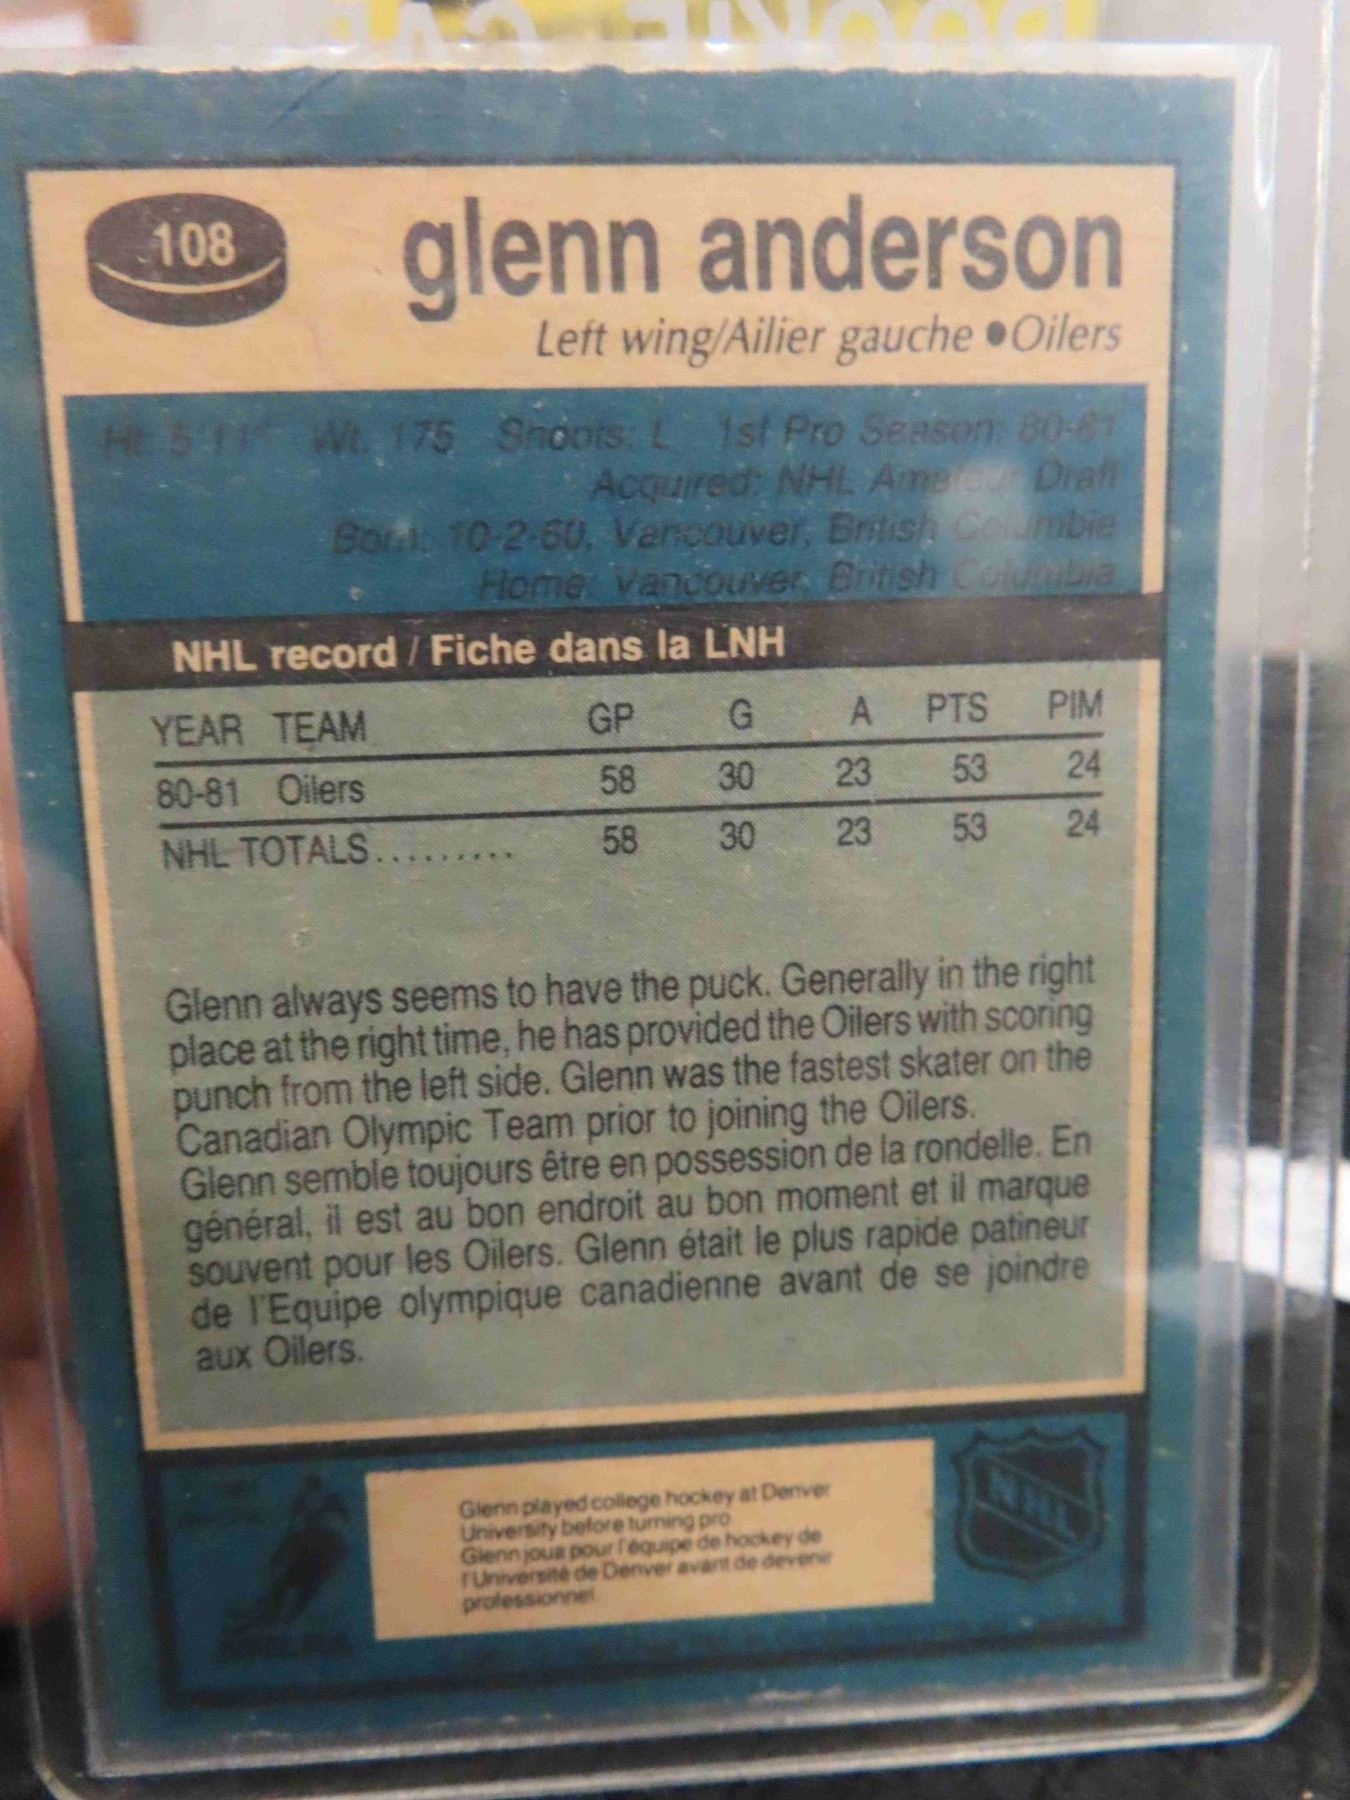 108
glenn anderson
Left wing/Ailier gauche ●Oilers
Ht. 5'11" Wt. 175 Shoots: L 1st Pro Season: 80-81
Acquired: NHL Amateur Draft
Born: 10-2-60, Vancouver, British Columbia
Home: Vancouver, British Columbia
NHL record / Fiche dans la LNH
YEAR TEAM GP G A PTS PIM
80-81 Oilers 58 30 23 53 24
NHL TOTALS......... 58 30 23 53 24
Glenn always seems to have the puck. Generally in the right
place at the right time, he has provided the Oilers with scoring
punch from the left side. Glenn was the fastest skater on the
Canadian Olympic Team prior to joining the Oilers.
Glenn semble toujours être en possession de la rondelle. En
général, il est au bon endroit au bon moment et il marque
souvent pour les Oilers. Glenn était le plus rapide patineur
de l'Equipe olympique canadienne avant de se joindre
aux Oilers.
Glenn played college hockey at Denver
University before turning pro
Glenn joua pour l'équipe de hockey de
l'Université de Denver avant de devenir
professionnel.
NHL